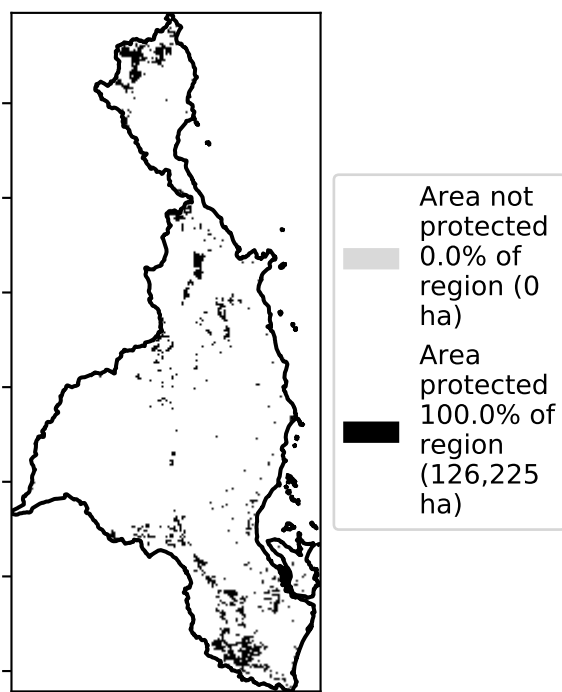 Area not
protected
0.0% of
region (0
ha)
Area
protected
100.0% of
region
(126,225
ha)